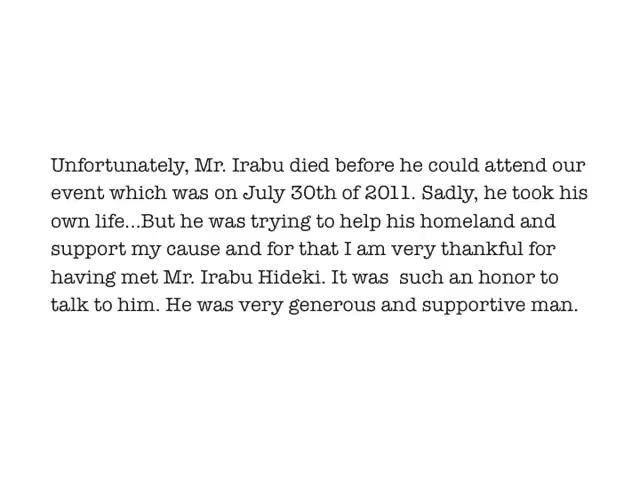 Unfortunately, Mr. Irabu died before he could attend our
event which was on July 30th of 2011. Sadly, he took his
own life...But he was trying to help his homeland and
support my cause and for that I am very thankful for
having met Mr. Irabu Hideki. It was  such an honor to
talk to him. He was very generous and supportive man.